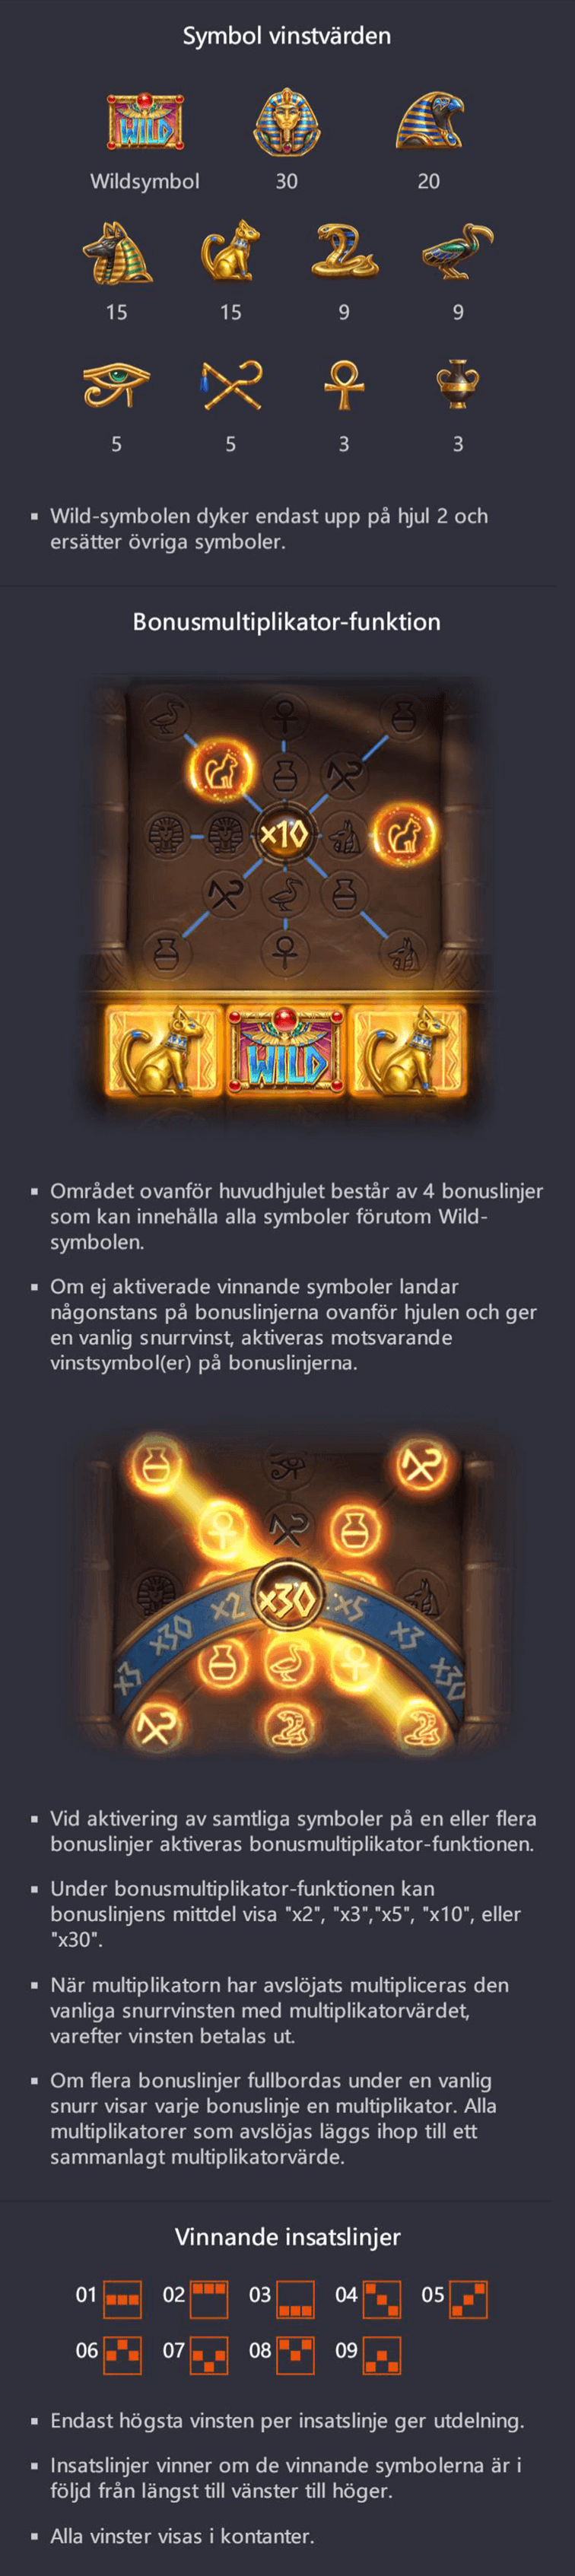 Symbol vinstvärden
WILD
Wildsymbol 30 20
15 15 9 9
5 5 3 3
▪ Wild-symbolen dyker endast upp på hjul 2 och
ersätter övriga symboler.
Bonusmultiplikator-funktion
x10
WILD
▪ Området ovanför huvudhjulet består av 4 bonuslinjer
som kan innehålla alla symboler förutom Wild-
symbolen.
▪ Om ej aktiverade vinnande symboler landar
någonstans på bonuslinjerna ovanför hjulen och ger
en vanlig snurrvinst, aktiveras motsvarande
vinstsymbol(er) på bonuslinjerna.
x3 x30 x2 x30 x5 x3 x30
▪ Vid aktivering av samtliga symboler på en eller flera
bonuslinjer aktiveras bonusmultiplikator-funktionen.
▪ Under bonusmultiplikator-funktionen kan
bonuslinjens mittdel visa "x2", "x3","x5", "x10", eller
"x30".
▪ När multiplikatorn har avslöjats multipliceras den
vanliga snurrvinsten med multiplikatorvärdet,
varefter vinsten betalas ut.
▪ Om flera bonuslinjer fullbordas under en vanlig
snurr visar varje bonuslinje en multiplikator. Alla
multiplikatorer som avslöjas läggs ihop till ett
sammanlagt multiplikatorvärde.
Vinnande insatslinjer
01 02 03 04 05
06 07 08 09
▪ Endast högsta vinsten per insatslinje ger utdelning.
▪ Insatslinjer vinner om de vinnande symbolerna är i
följd från längst till vänster till höger.
▪ Alla vinster visas i kontanter.